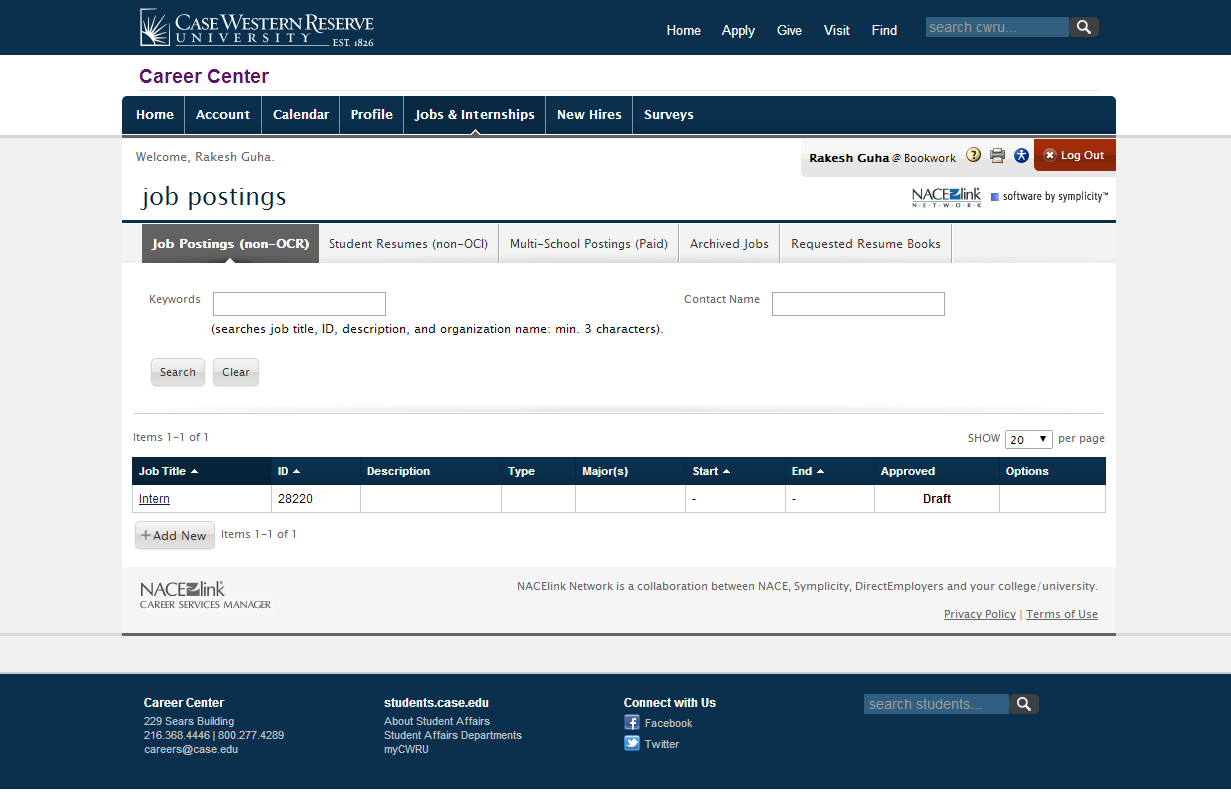 CASE WESTERN RESERVE
UNIVERSITY EST. 1826
Home Apply Give Visit Find search cwru...
Career Center
Home Account Calendar Profile Jobs & Internships New Hires Surveys
Welcome, Rakesh Guha.
Rakesh Guha @ Bookwork ? Log Out
job postings
NACElink software by symplicity™
NETWORK
Job Postings (non-OCR) Student Resumes (non-OCI) Multi-School Postings (Paid) Archived Jobs Requested Resume Books
Keywords Contact Name
(searches job title, ID, description, and organization name: min. 3 characters).
Search Clear
Items 1-1 of 1 SHOW 20 per page
Job Title ID Description Type Major(s) Start End Approved Options
Intern 28220 - - Draft
+Add New Items 1-1 of 1
NACElink
CAREER SERVICES MANAGER
NACElink Network is a collaboration between NACE, Symplicity, DirectEmployers and your college/university.
Privacy Policy | Terms of Use
Career Center
229 Sears Building
216.368.4446 | 800.277.4289
careers@case.edu
students.case.edu
About Student Affairs
Student Affairs Departments
myCWRU
Connect with Us
Facebook
Twitter
search students...